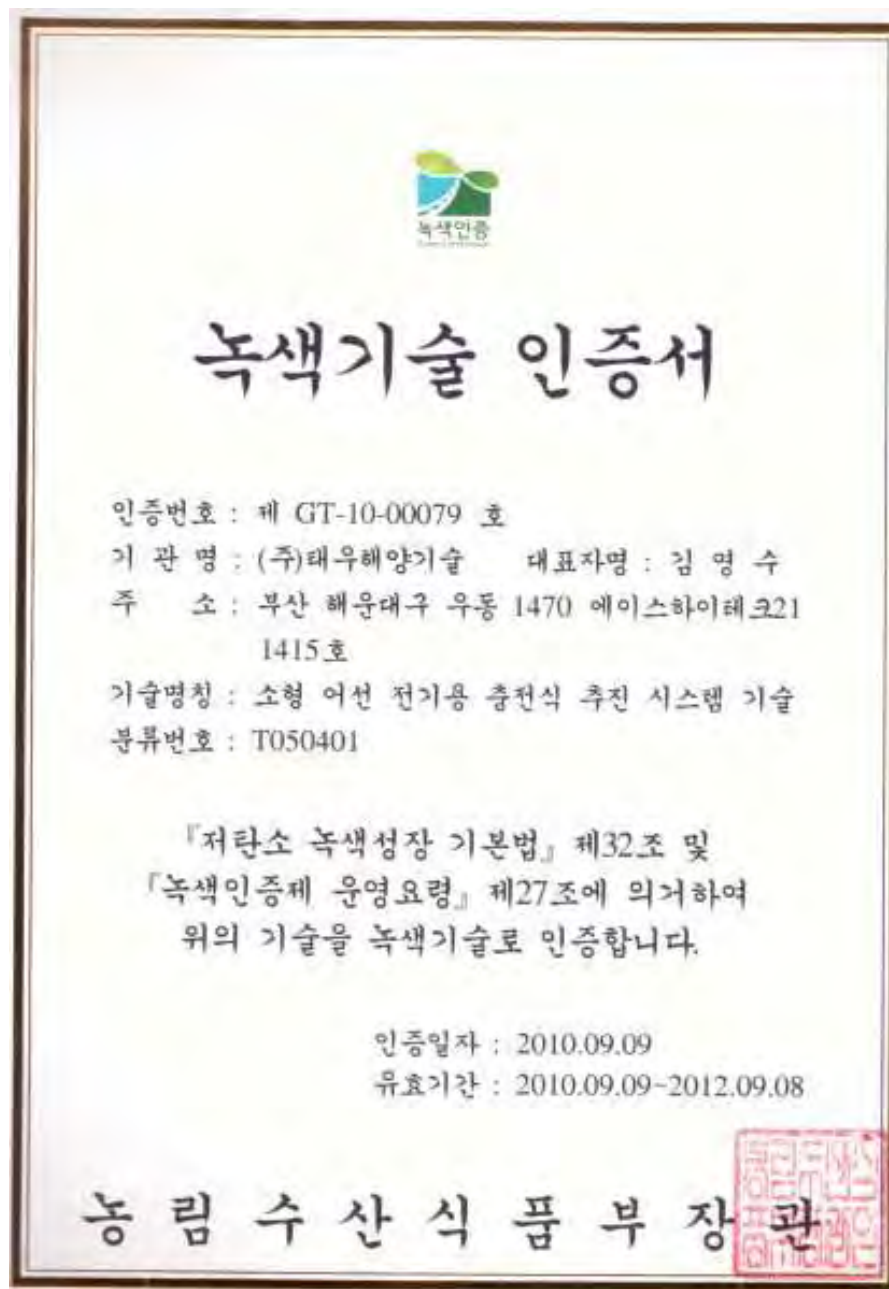 녹색인증
녹색기술 인증서
인증번호 : 제 GT-10-00079 호
기 관 명 : (주)태우해양기술 대표자명 : 김 영 수
주 소 : 부산 해운대구 우동 1470 에이스하이테크21
1415호
기술명칭 : 소형 어선 전기용 충전식 추진 시스템 기술
분류번호 : T050401
『저탄소 녹색성장 기본법』 제32조 및
『녹색인증제 운영요령』 제27조에 의거하여
위의 기술을 녹색기술로 인증합니다.
인증일자 : 2010.09.09
유효기간 : 2010.09.09~2012.09.08
농 림 수 산 식 품 부 장 관